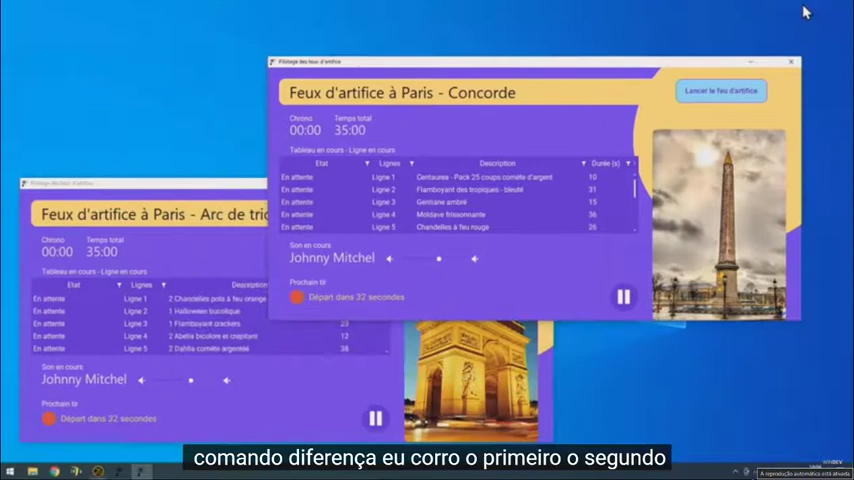 Pilotage des feux d'artifice
Feux d'artifice à Paris - Concorde
Lancer le feu d'artifice
Chrono Temps total
00:00 35:00
Tableau en cours - Ligne en cours
Etat Lignes Description Durée (s)
En attente Ligne 1 Centaurea - Pack 25 coups comète d'argent 10
En attente Ligne 2 Flamboyant des tropiques - bleuté 31
En attente Ligne 3 Gentiane ambré 15
En attente Ligne 4 Moldave frissonnante 36
En attente Ligne 5 Chandelles à feu rouge 26
Son en cours
Johnny Mitchel
Prochain tir
Départ dans 32 secondes
Feux d'artifice à Paris - Arc de trio
Chrono Temps total
00:00 35:00
Tableau en cours - Ligne en cours
Etat Lignes Description
En attente Ligne 1 2 Chandelles pola à feu orange
En attente Ligne 2 1 Halloween bucolique
En attente Ligne 3 1 Flamboyant crackers 23
En attente Ligne 4 2 Abelia bicolore et crépitant 12
En attente Ligne 5 2 Dahlia comète argentée 38
Son en cours
Johnny Mitchel
Prochain tir
Départ dans 32 secondes
comando diferença eu corro o primeiro o segundo
WINDEV
A reprodução automática está ativada